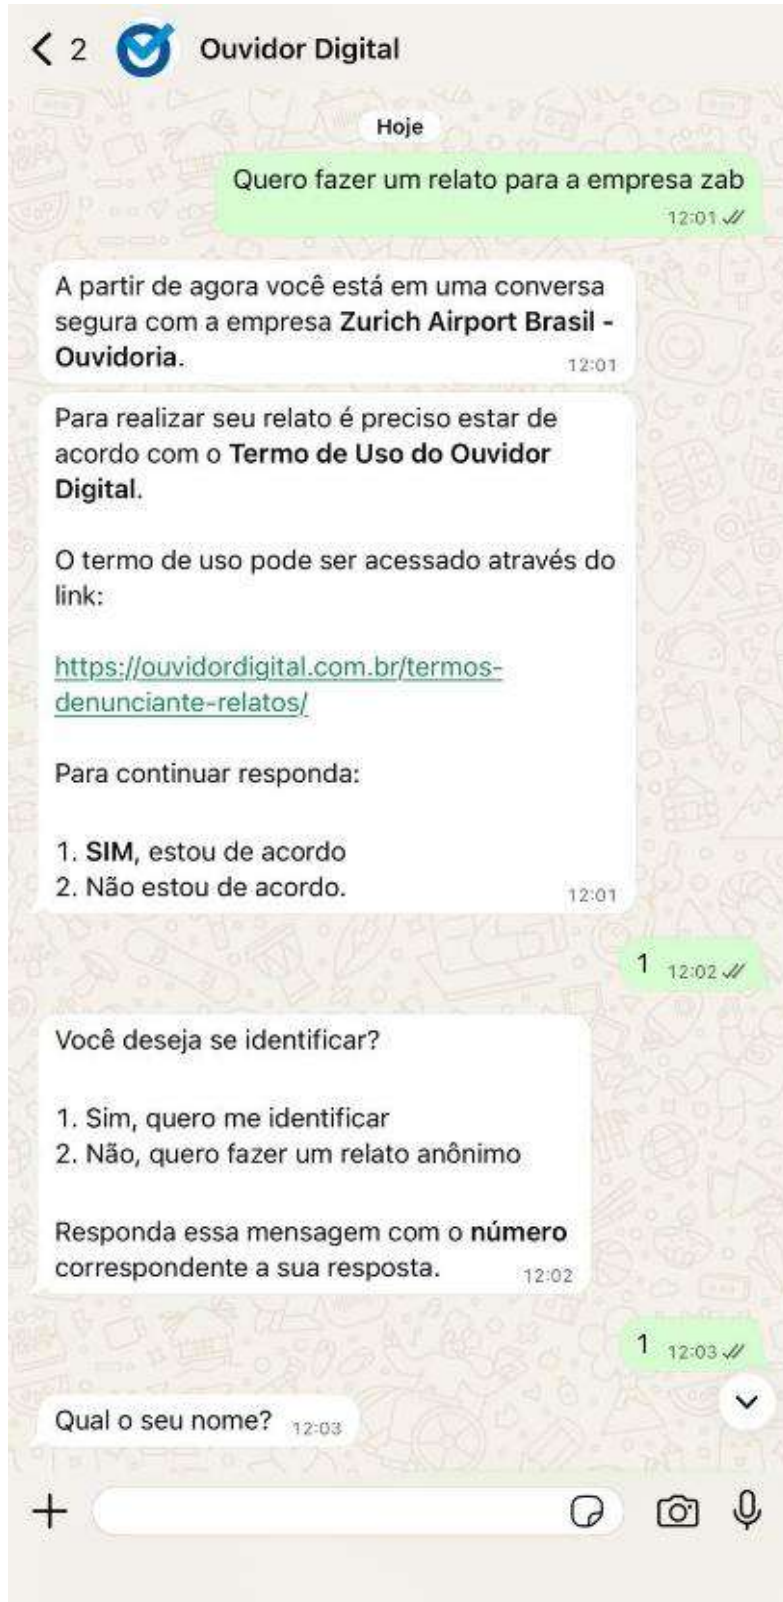 2
Ouvidor Digital
Hoje
Quero fazer um relato para a empresa zab
12:01
A partir de agora você está em uma conversa
segura com a empresa Zurich Airport Brasil -
Ouvidoria.
12:01
Para realizar seu relato é preciso estar de
acordo com o Termo de Uso do Ouvidor
Digital.
O termo de uso pode ser acessado através do
link:
https://ouvidordigital.com.br/termos-
denunciante-relatos/
Para continuar responda:
1. SIM, estou de acordo
2. Não estou de acordo.
12:01
1 12:02
Você deseja se identificar?
1. Sim, quero me identificar
2. Não, quero fazer um relato anônimo
Responda essa mensagem com o número
correspondente a sua resposta.
12:02
1 12:03
Qual o seu nome? 12:03